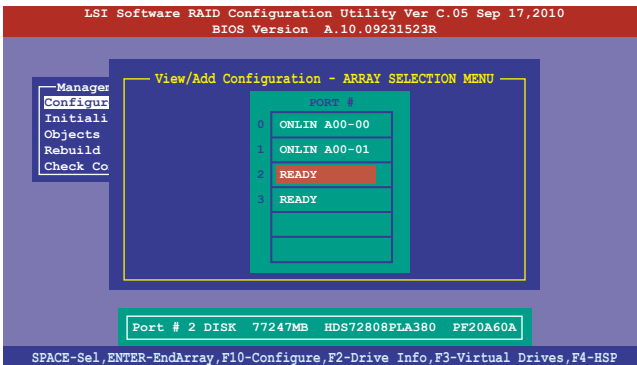 LSI Software RAID Configuration Utility Ver C.05 Sep 17,2010
BIOS Version A.10.09231523R
View/Add Configuration - ARRAY SELECTION MENU
Managem
Configur
Initiali
Objects
Rebuild
Check Co
PORT #
0 ONLIN A00-00
1 ONLIN A00-01
2 READY
3 READY
Port # 2 DISK 77247MB HDS72808PLA380 PF20A60A
SPACE-Sel,ENTER-EndArray,F10-Configure,F2-Drive Info,F3-Virtual Drives,F4-HSP